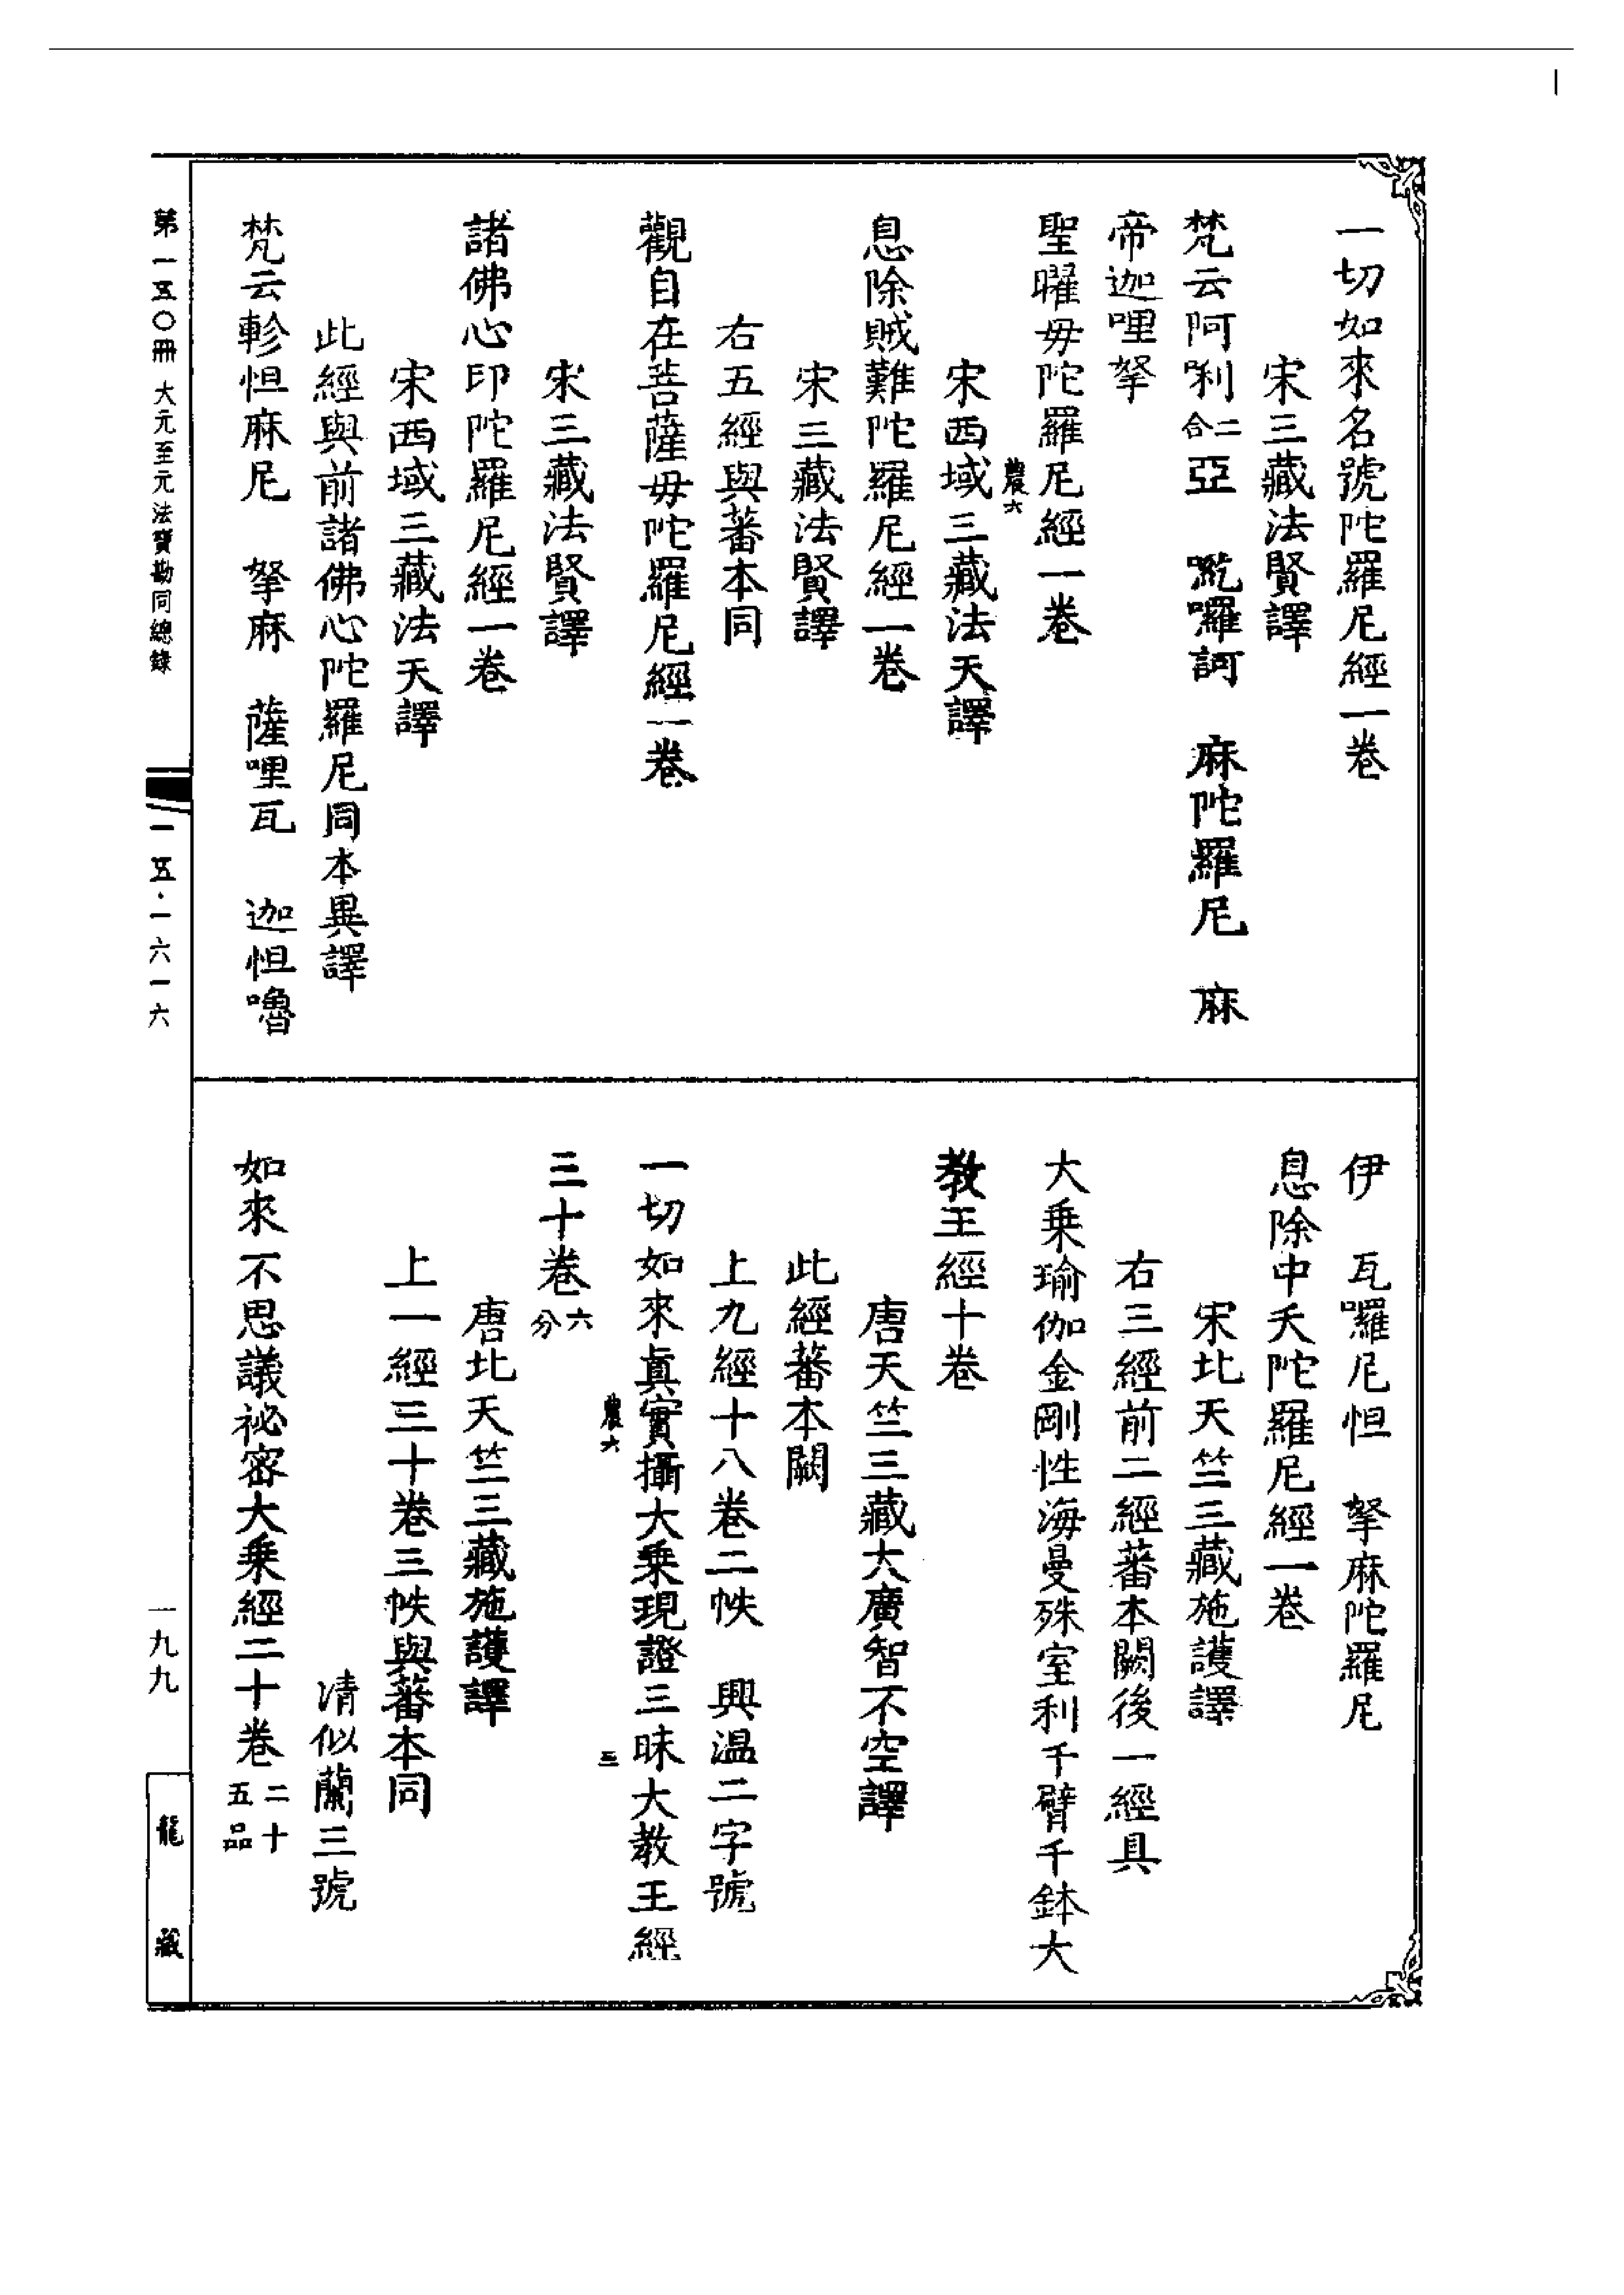 一切如來名號陀羅尼經一卷
宋三藏法賢譯
梵云阿唎二合亞 囉訶 麻陀羅尼 麻
帝迦哩拏
聖曜毋陀羅尼經一卷
農六
宋西域三藏法天譯
息除賊難陀羅尼經一卷
宋三藏法賢譯
右五經與蕃本同
觀自在菩薩毋陀羅尼經一卷
宋三藏法賢譯
諸佛心印陀羅尼經一卷
宋西域三藏法天譯
此經與前諸佛心陀羅尼同本異譯
梵云軫怛麻尼 拏麻 薩哩瓦 迦怛嚕
伊 瓦囉尼怛 拏麻陀羅尼
息除中夭陀羅尼經一卷
宋北天竺三藏施護譯
右三經前二經蕃本闕後一經具
大乗瑜伽金剛性海曼殊室利千臂千鉢大
教王經十卷
唐天竺三藏大廣智不空譯
此經蕃本闕
上九經十八卷二帙 興温二字號
農六 三
一切如來眞實攝大乗現證三昧大教王經
三十卷六分
唐北天竺三藏施護譯
上一經三十卷三帙與蕃本同
清似蘭三號
如來不思議祕密大乗經二十卷二十五品
第一五〇冊 大元至元法寶勘同總錄
一五·一六一六
一九九
龍藏